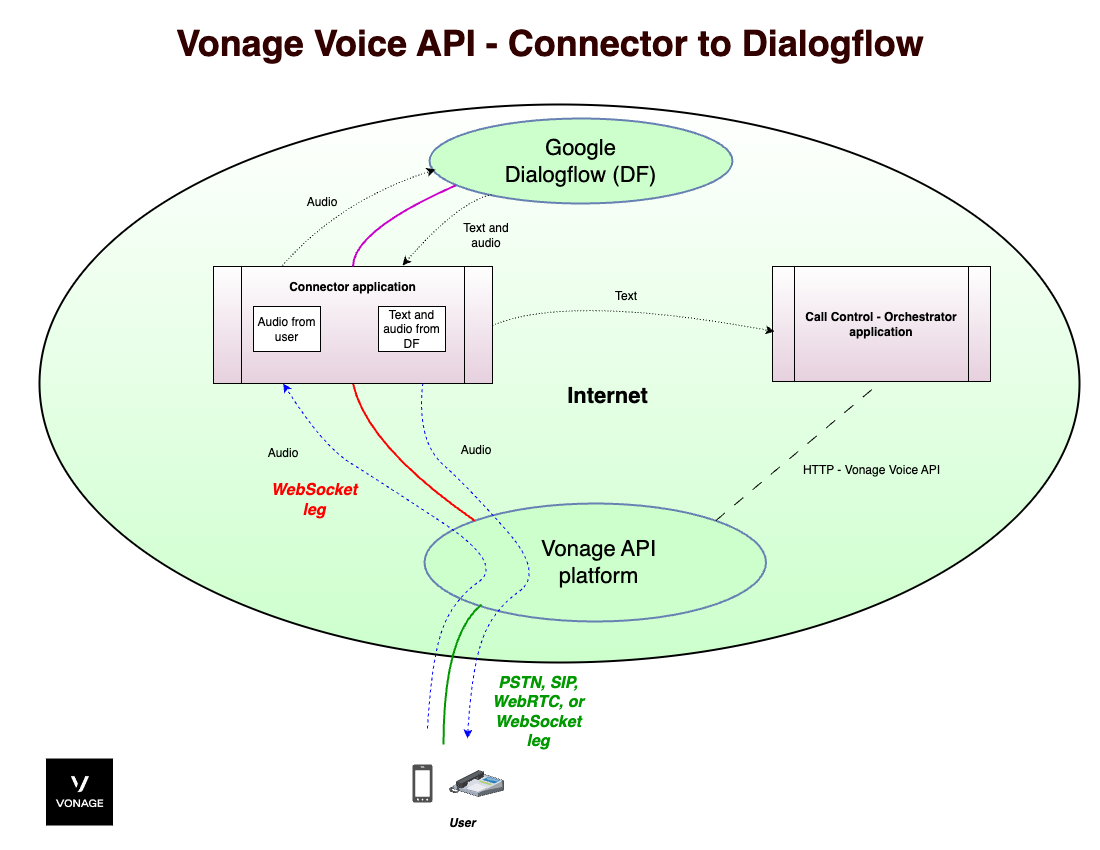 Vonage Voice API - Connector to Dialogflow
Google
Dialogflow (DF)
Audio
Text and
audio
Connector application
Audio from
user
Text and
audio from
DF
Text
Call Control - Orchestrator
application
Internet
Audio
Audio
WebSocket
leg
HTTP - Vonage Voice API
Vonage API
platform
PSTN, SIP,
WebRTC, or
WebSocket
leg
VONAGE
User